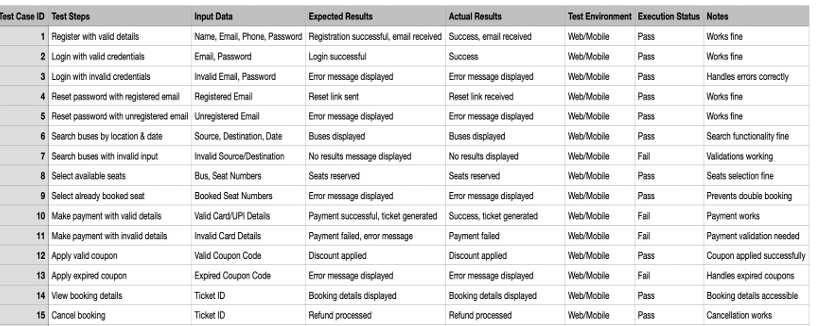 Test Case ID Test Steps Input Data Expected Results Actual Results Test Environment Execution Status Notes
1 Register with valid details Name, Email, Phone, Password Registration successful, email received Success, email received Web/Mobile Pass Works fine
2 Login with valid credentials Email, Password Login successful Success Web/Mobile Pass Works fine
3 Login with invalid credentials Invalid Email, Password Error message displayed Error message displayed Web/Mobile Pass Handles errors correctly
4 Reset password with registered email Registered Email Reset link sent Reset link received Web/Mobile Pass Works fine
5 Reset password with unregistered email Unregistered Email Error message displayed Error message displayed Web/Mobile Pass Works fine
6 Search buses by location & date Source, Destination, Date Buses displayed Buses displayed Web/Mobile Pass Search functionality fine
7 Search buses with invalid input Invalid Source/Destination No results message displayed No results displayed Web/Mobile Fail Validations working
8 Select available seats Bus, Seat Numbers Seats reserved Seats reserved Web/Mobile Pass Seats selection fine
9 Select already booked seat Booked Seat Numbers Error message displayed Error message displayed Web/Mobile Pass Prevents double booking
10 Make payment with valid details Valid Card/UPI Details Payment successful, ticket generated Success, ticket generated Web/Mobile Fail Payment works
11 Make payment with invalid details Invalid Card Details Payment failed, error message Payment failed Web/Mobile Fail Payment validation needed
12 Apply valid coupon Valid Coupon Code Discount applied Discount applied Web/Mobile Pass Coupon applied successfully
13 Apply expired coupon Expired Coupon Code Error message displayed Error message displayed Web/Mobile Fail Handles expired coupons
14 View booking details Ticket ID Booking details displayed Booking details displayed Web/Mobile Pass Booking details accessible
15 Cancel booking Ticket ID Refund processed Refund processed Web/Mobile Pass Cancellation works